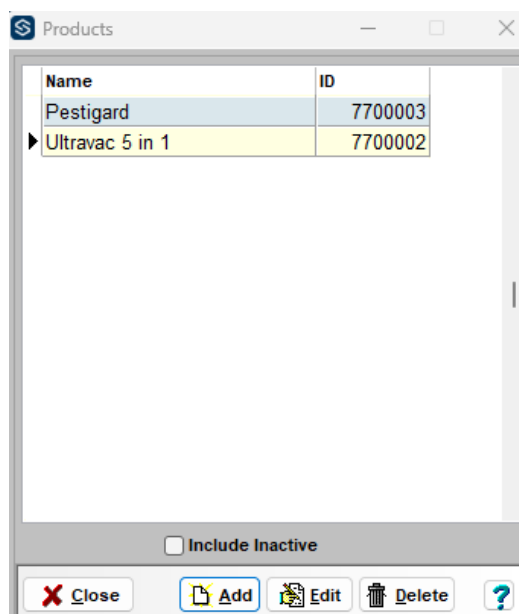 Products
Name ID
Pestigard 7700003
Ultravac 5 in 1 7700002
Include Inactive
Close Add Edit Delete ?